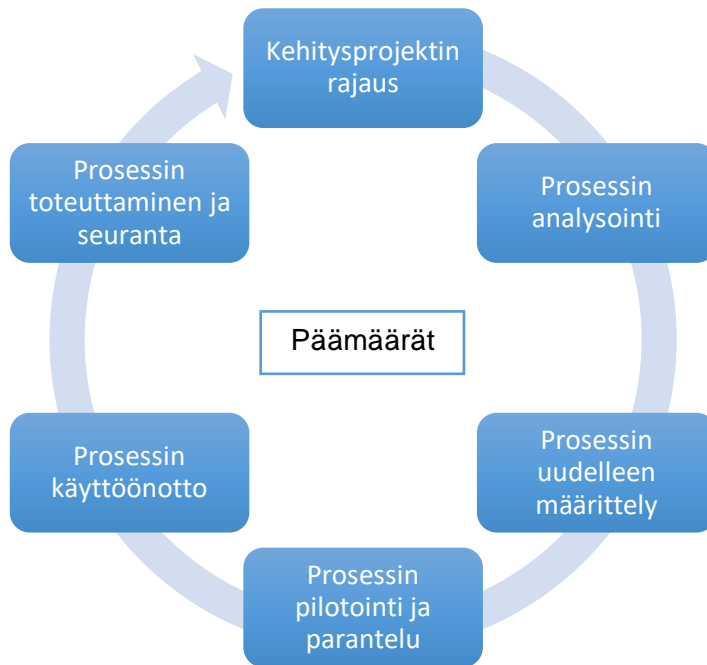 Kehitysprojektin
rajaus
Prosessin
analysointi
Prosessin
uudelleen
määrittely
Prosessin
pilotointi ja
parantelu
Prosessin
käyttöönotto
Prosessin
toteuttaminen ja
seuranta
Päämäärät